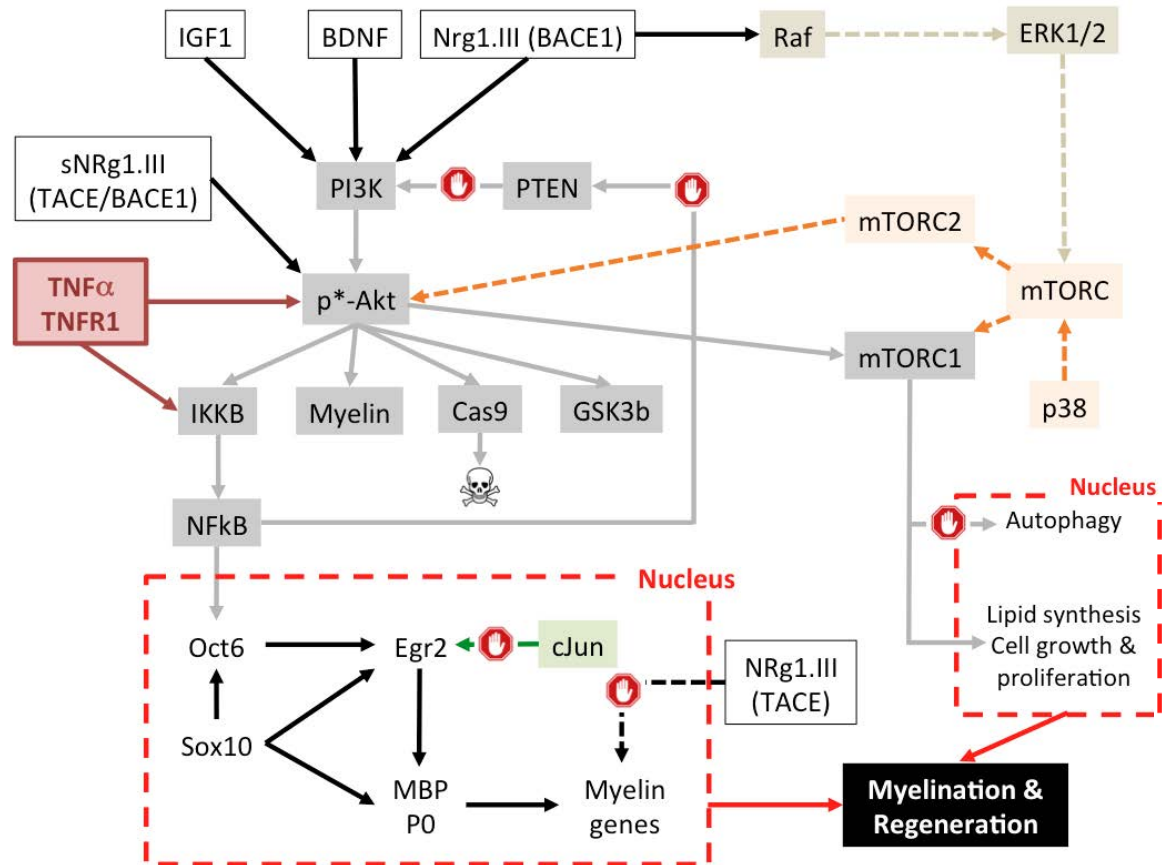 IGF1
BDNF
Nrg1.III (BACE1)
Raf
ERK1/2
sNRg1.III
(TACE/BACE1)
PI3K
PTEN
mTORC2
TNFα
TNFR1
p*-Akt
mTORC
mTORC1
IKKB
Myelin
Cas9
GSK3b
p38
NFkB
Nucleus
Autophagy
Lipid synthesis
Cell growth &
proliferation
Nucleus
Oct6
Egr2
cJun
NRg1.III
(TACE)
Sox10
MBP
P0
Myelin
genes
Myelination &
Regeneration